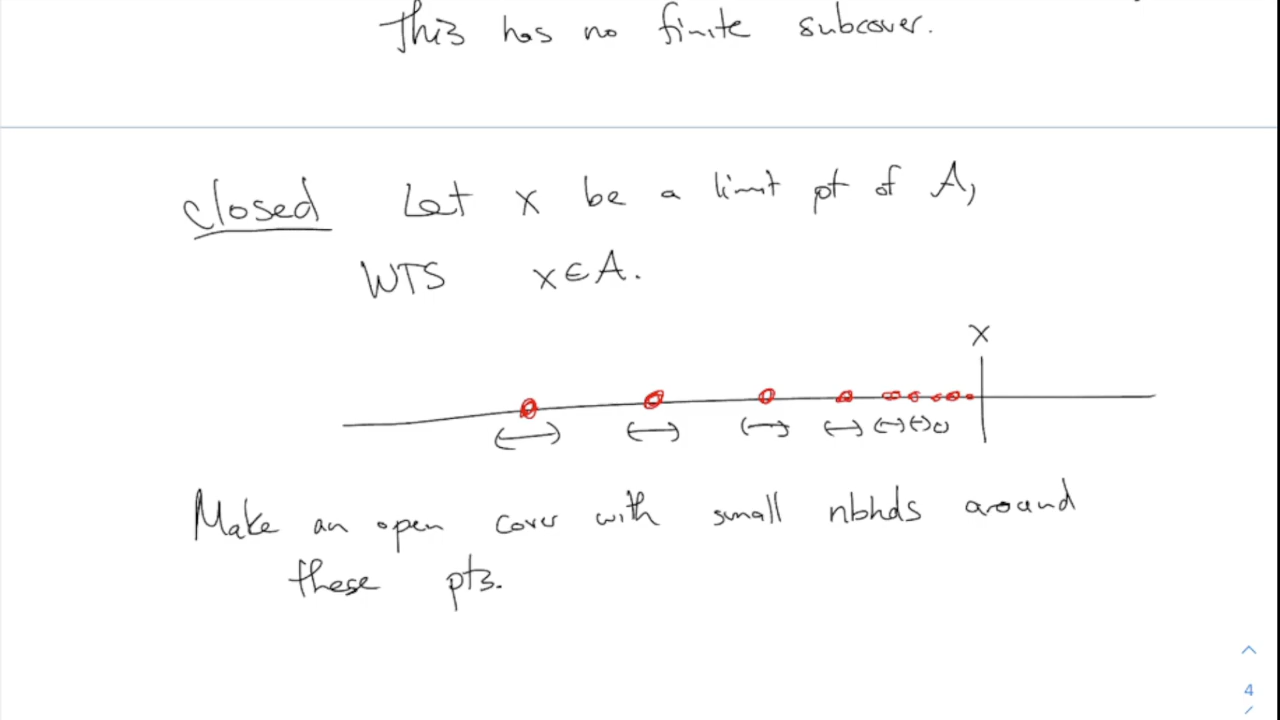 This has no finite subcover.
closed Let x be a limit pt of A,
WTS x∈A.
x
Make an open cover with small nbhds around
these pts.
4